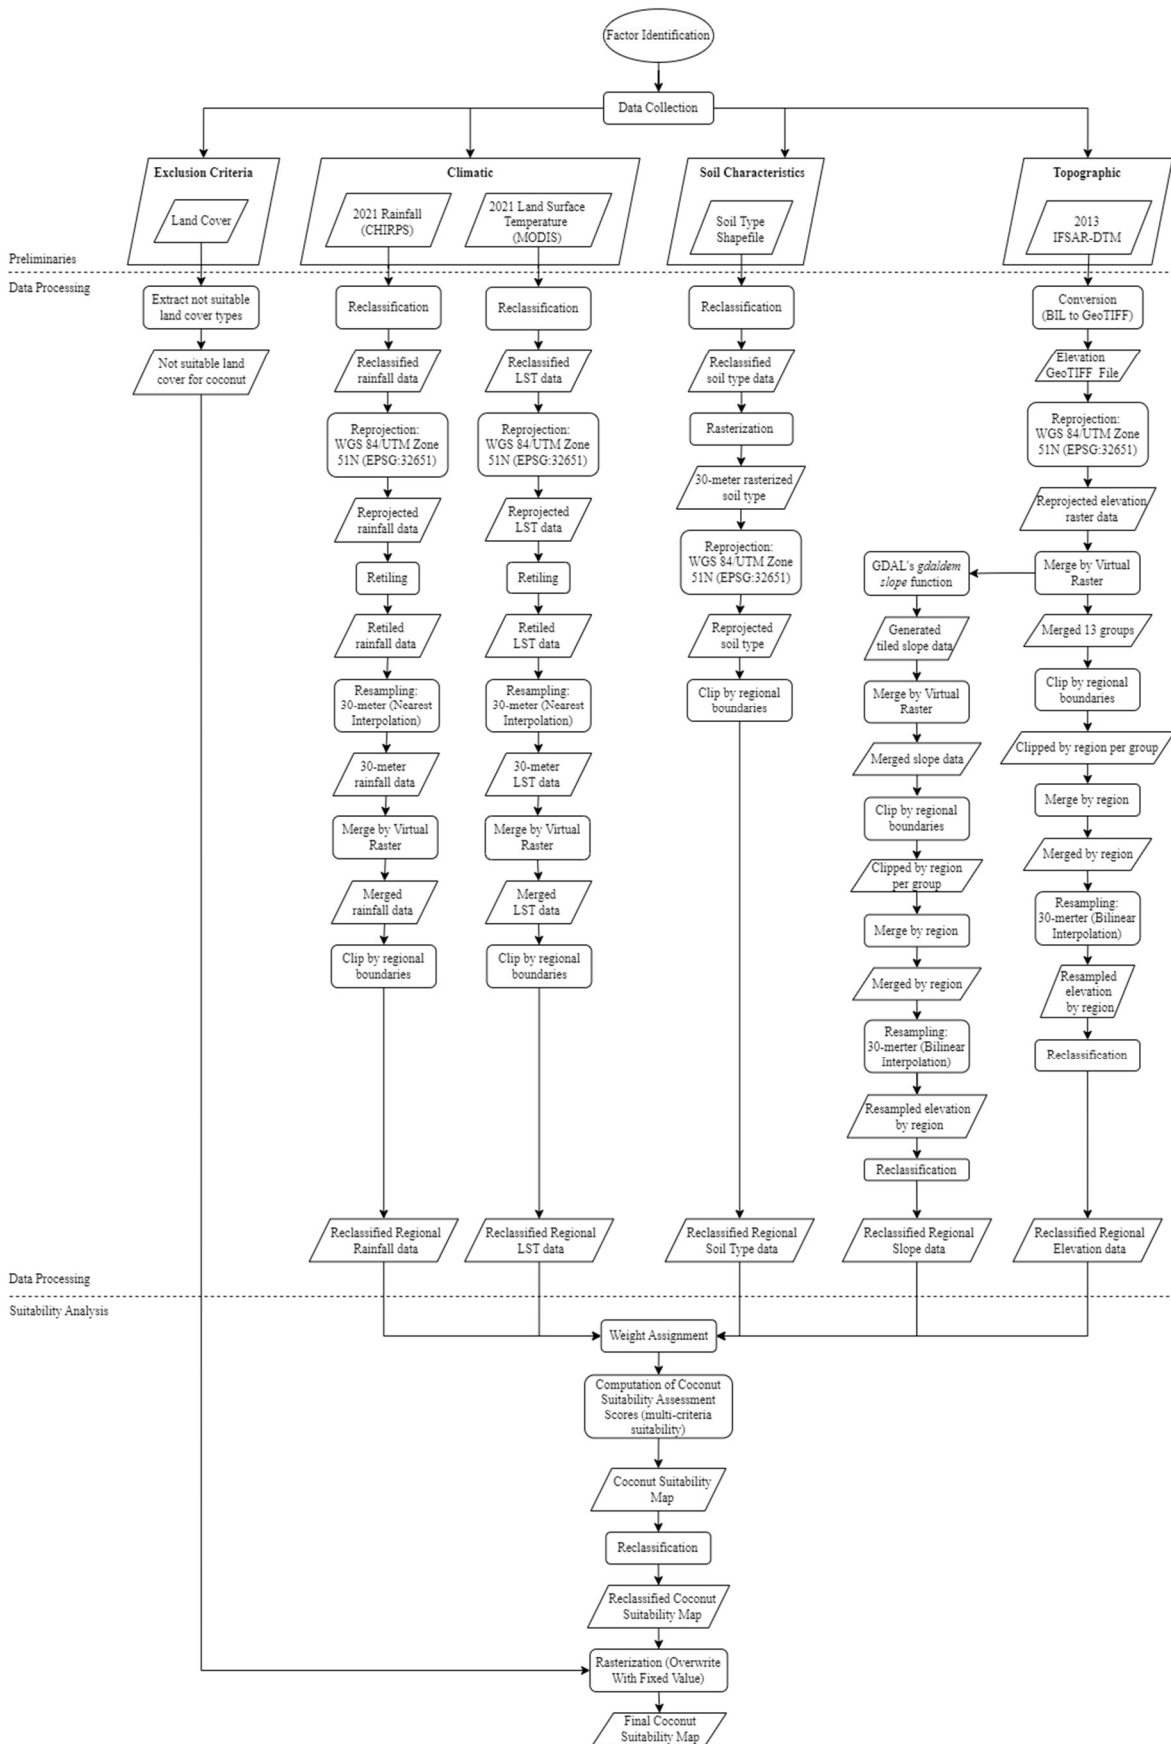 Factor Identification
Data Collection
Exclusion Criteria
Land Cover
Climatic
2021 Rainfall
(CHIRPS)
2021 Land Surface
Temperature
(MODIS)
Soil Characteristics
Soil Type
Shapefile
Topographic
2013
IFSAR-DTM
Preliminaries
Data Processing
Extract not suitable
land cover types
Not suitable land
cover for coconut
Reclassification
Reclassified
rainfall data
Reprojection:
WGS 84/UTM Zone
51N (EPSG:32651)
Reprojected
rainfall data
Retiling
Retiled
rainfall data
Resampling:
30-meter (Nearest
Interpolation)
30-meter
rainfall data
Merge by Virtual
Raster
Merged
rainfall data
Clip by regional
boundaries
Reclassified Regional
Rainfall data
Reclassification
Reclassified
LST data
Reprojection:
WGS 84/UTM Zone
51N (EPSG:32651)
Reprojected
LST data
Retiling
Retiled
LST data
Resampling:
30-meter (Nearest
Interpolation)
30-meter
LST data
Merge by Virtual
Raster
Merged
LST data
Clip by regional
boundaries
Reclassified Regional
LST data
Reclassification
Reclassified
soil type data
Rasterization
30-meter rasterized
soil type
Reprojection:
WGS 84/UTM Zone
51N (EPSG:32651)
Reprojected
soil type
Clip by regional
boundaries
Reclassified Regional
Soil Type data
GDAL's gdaldem
slope function
Generated
tiled slope data
Merge by Virtual
Raster
Merged slope data
Clip by regional
boundaries
Clipped by region
per group
Merge by region
Merged by region
Resampling:
30-merter (Bilinear
Interpolation)
Resampled elevation
by region
Reclassification
Reclassified Regional
Slope data
Conversion
(BIL to GeoTIFF)
Elevation
GeoTIFF File
Reprojection:
WGS 84/UTM Zone
51N (EPSG:32651)
Reprojected elevation
raster data
Merge by Virtual
Raster
Merged 13 groups
Clip by regional
boundaries
Clipped by region per group
Merge by region
Merged by region
Resampling:
30-merter (Bilinear
Interpolation)
Resampled
elevation
by region
Reclassification
Reclassified Regional
Elevation data
Data Processing
Suitability Analysis
Weight Assignment
Computation of Coconut
Suitability Assessment
Scores (multi-criteria
suitability)
Coconut Suitability
Map
Reclassification
Reclassified Coconut
Suitability Map
Rasterization (Overwrite
With Fixed Value)
Final Coconut
Suitability Map